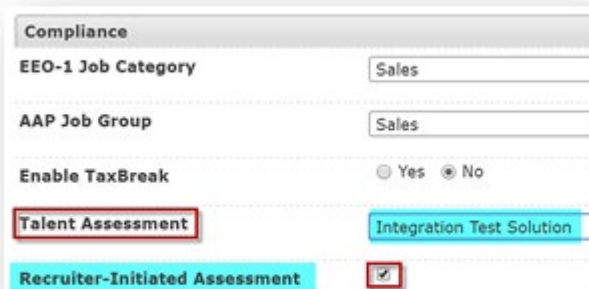 Compliance
EEO-1 Job Category Sales
AAP Job Group Sales
Enable TaxBreak Yes No
Talent Assessment Integration Test Solution
Recruiter-Initiated Assessment